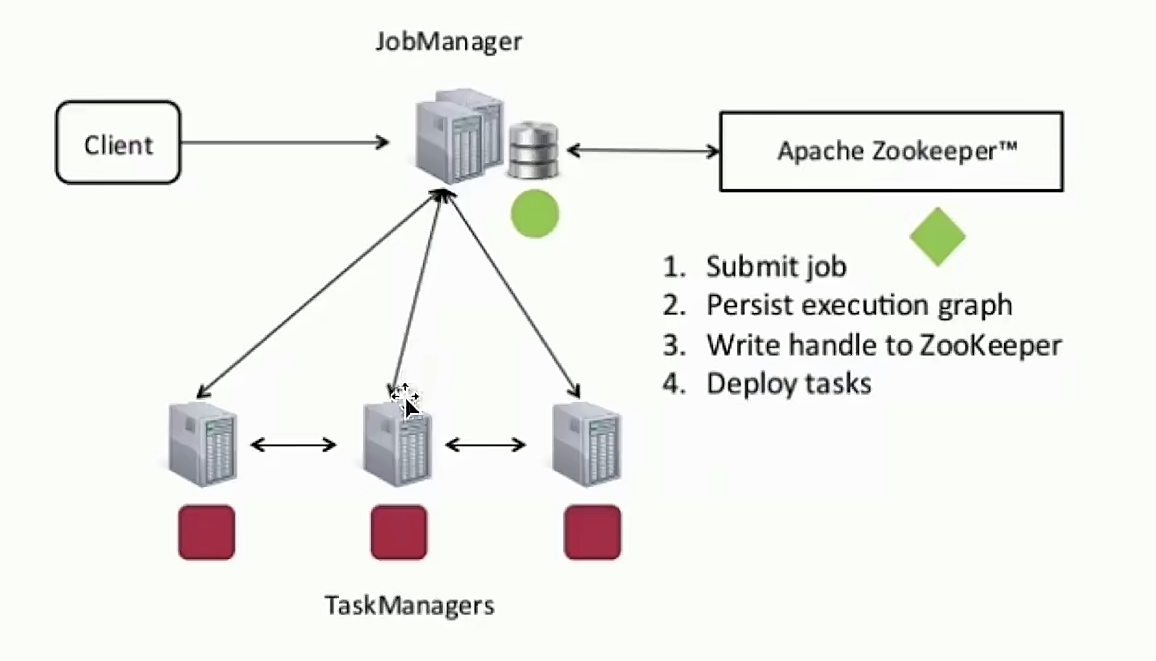 JobManager
Client
Apache Zookeeper™
1. Submit job
2. Persist execution graph
3. Write handle to ZooKeeper
4. Deploy tasks
TaskManagers